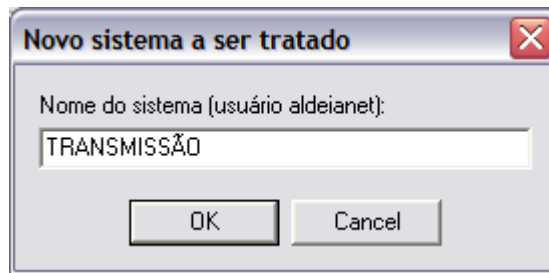 Novo sistema a ser tratado
Nome do sistema (usuário aldeianet):
TRANSMISSÃO
OK Cancel